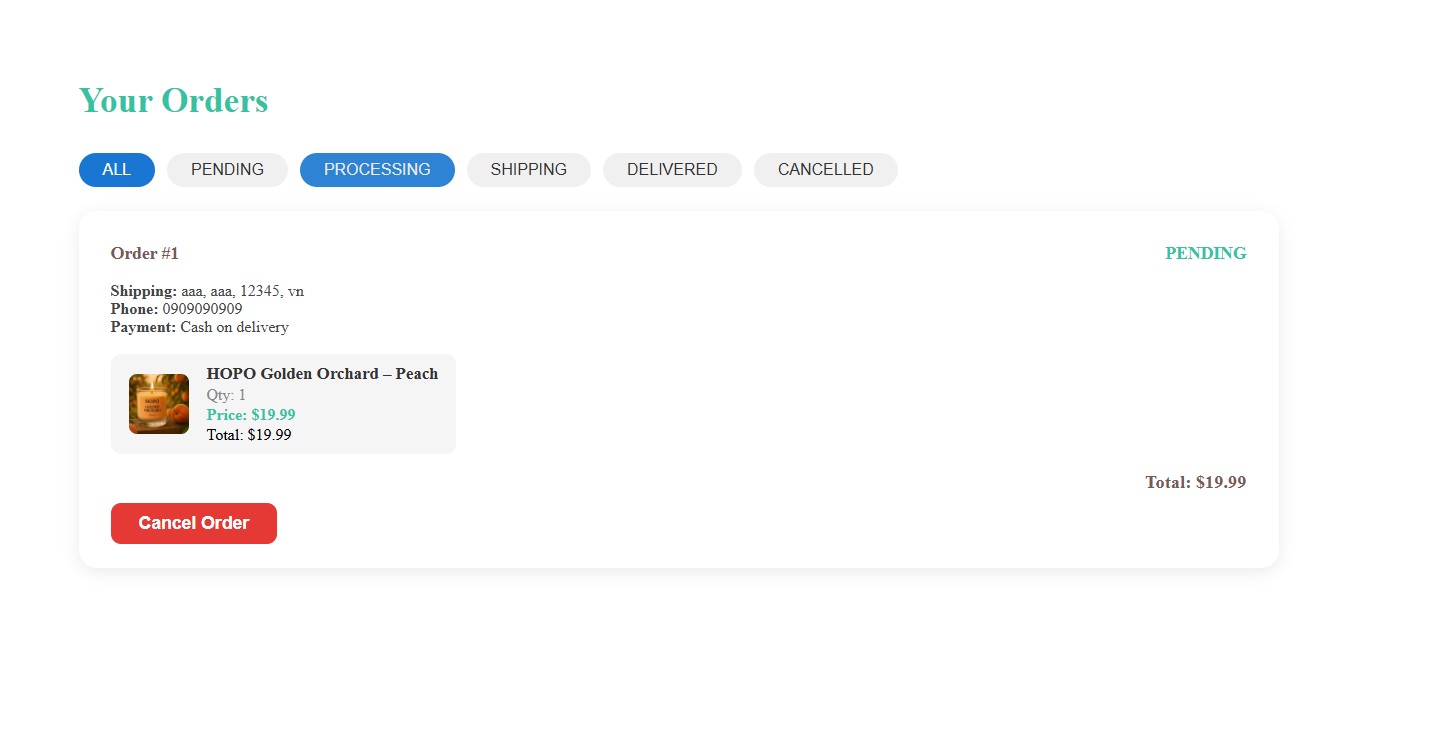 Your Orders
ALL PENDING PROCESSING SHIPPING DELIVERED CANCELLED
Order #1 PENDING
Shipping: aaa, aaa, 12345, vn
Phone: 0909090909
Payment: Cash on delivery
HOPO Golden Orchard – Peach
Qty: 1
Price: $19.99
Total: $19.99
HOPO
Total: $19.99
Cancel Order